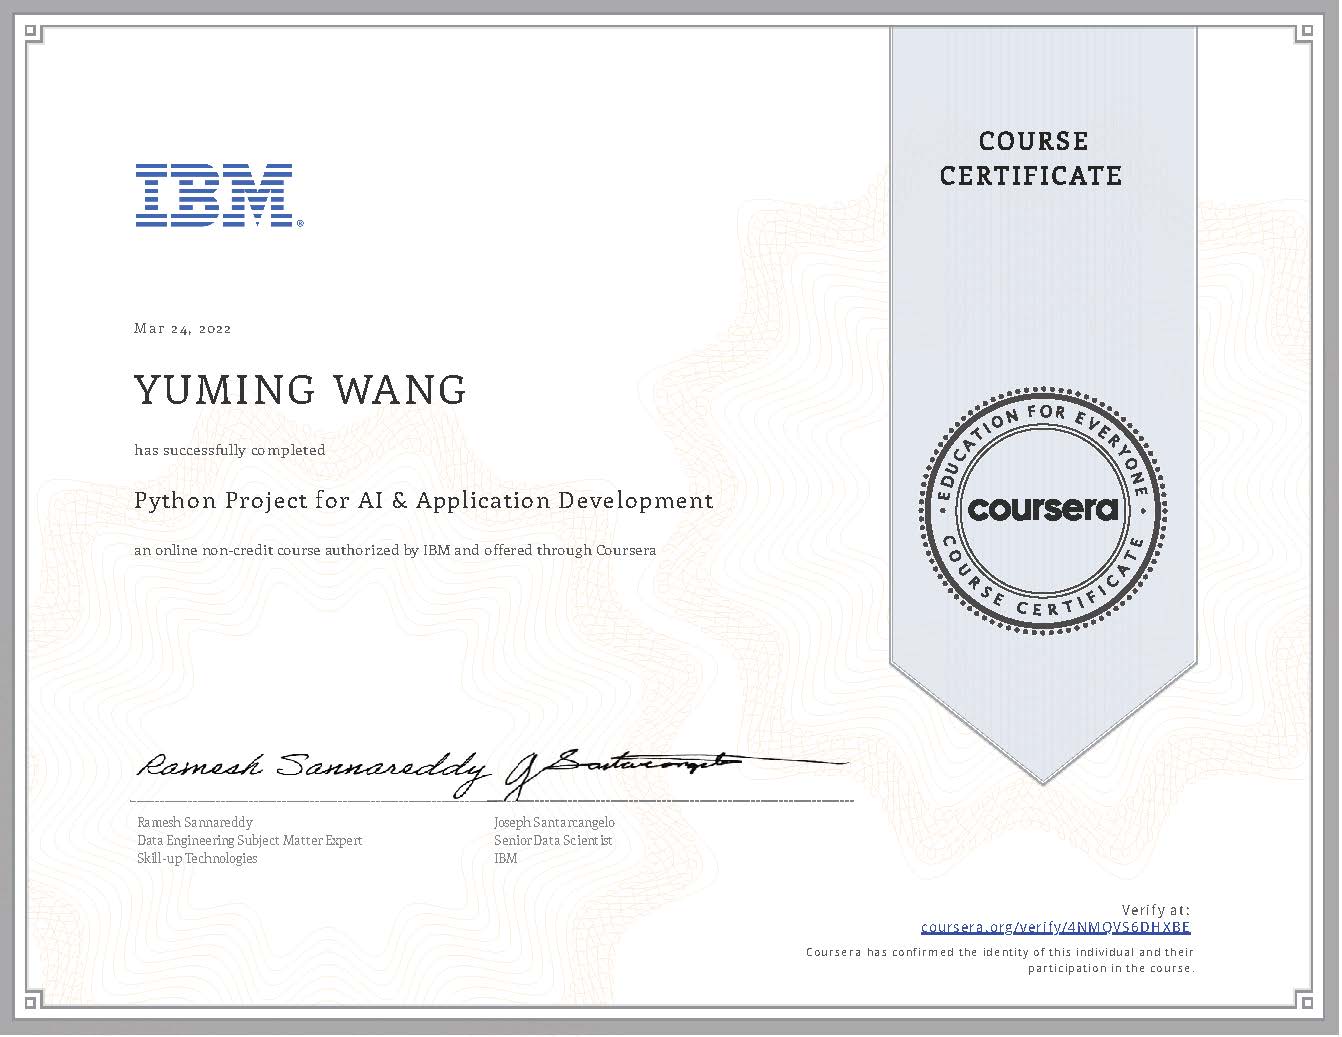 COURSE
CERTIFICATE
IBM®
Mar 24, 2022
YUMING WANG
has successfully completed
Python Project for AI & Application Development
an online non-credit course authorized by IBM and offered through Coursera
• EDUCATION FOR EVERYONE •
coursera
COURSE CERTIFICATE
Ramesh Sannareddy J Santarcangelo
Ramesh Sannareddy
Data Engineering Subject Matter Expert
Skill-up Technologies
Joseph Santarcangelo
Senior Data Scientist
IBM
Verify at:
coursera.org/verify/4NMQVS6DHXBE
Coursera has confirmed the identity of this individual and their
participation in the course.